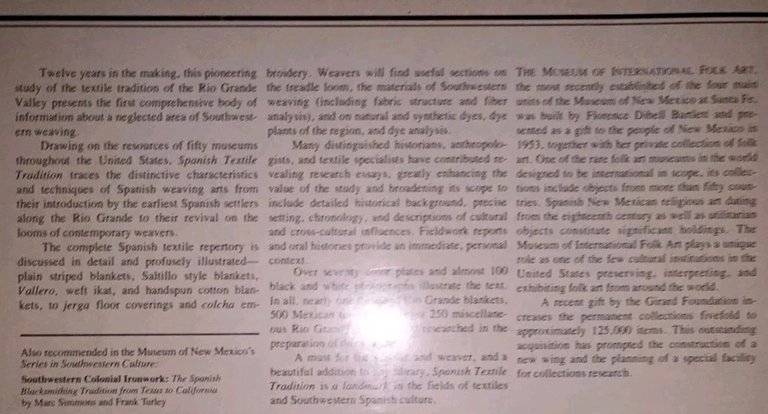 Twelve years in the making, this pioneering
study of the textile tradition of the Rio Grande
Valley presents the first comprehensive body of
information about a neglected area of Southwest-
ern weaving.
Drawing on the resources of fifty museums
throughout the United States, Spanish Textile
Tradition traces the distinctive characteristics
and techniques of Spanish weaving arts from
their introduction by the earliest Spanish settlers
along the Rio Grande to their revival on the
looms of contemporary weavers.
The complete Spanish textile repertory is
discussed in detail and profusely illustrated—
plain striped blankets, Saltillo style blankets,
Vallero, weft ikat, and handspun cotton blan-
kets, to jerga floor coverings and colcha em-
Also recommended in the Museum of New Mexico's
Series in Southwestern Culture:
Southwestern Colonial Ironwork: The Spanish
Blacksmithing Tradition from Texas to California
by Marc Simmons and Frank Turley
broidery. Weavers will find useful sections on
the treadle loom, the materials of Southwestern
weaving (including fabric structure and fiber
analysis), and on natural and synthetic dyes, dye
plants of the region, and dye analysis.
Many distinguished historians, anthropolo-
gists, and textile specialists have contributed re-
vealing research essays, greatly enhancing the
value of the study and broadening its scope to
include detailed historical background, precise
setting, chronology, and descriptions of cultural
and cross-cultural influences. Fieldwork reports
and oral histories provide an immediate, personal
context.
Over seventy color plates and almost 100
black and white photographs illustrate the text.
In all, nearly one Grande blankets,
500 Mexican 250 miscellane-
ous Rio researched in the
preparation of
A must for the and weaver, and a
beautiful addition to any library, Spanish Textile
Tradition is a landmark in the fields of textiles
and Southwestern Spanish culture.
THE MUSEUM OF INTERNATIONAL FOLK ART,
the most recently established of the four main
units of the Museum of New Mexico at Santa Fe,
was built by Florence Dibell Bartlett and pre-
sented as a gift to the people of New Mexico in
1953, together with her private collection of folk
art. One of the rare folk art museums in the world
designed to be international in scope, its collec-
tions include objects from more than fifty coun-
tries. Spanish New Mexican religious art dating
from the eighteenth century as well as utilitarian
objects constitute significant holdings. The
Museum of International Folk Art plays a unique
role as one of the few cultural institutions in the
United States preserving, interpreting, and
exhibiting folk art from around the world.
A recent gift by the Girard Foundation in-
creases the permanent collections fivefold to
approximately 125,000 items. This outstanding
acquisition has prompted the construction of a
new wing and the planning of a special facility
for collections research.